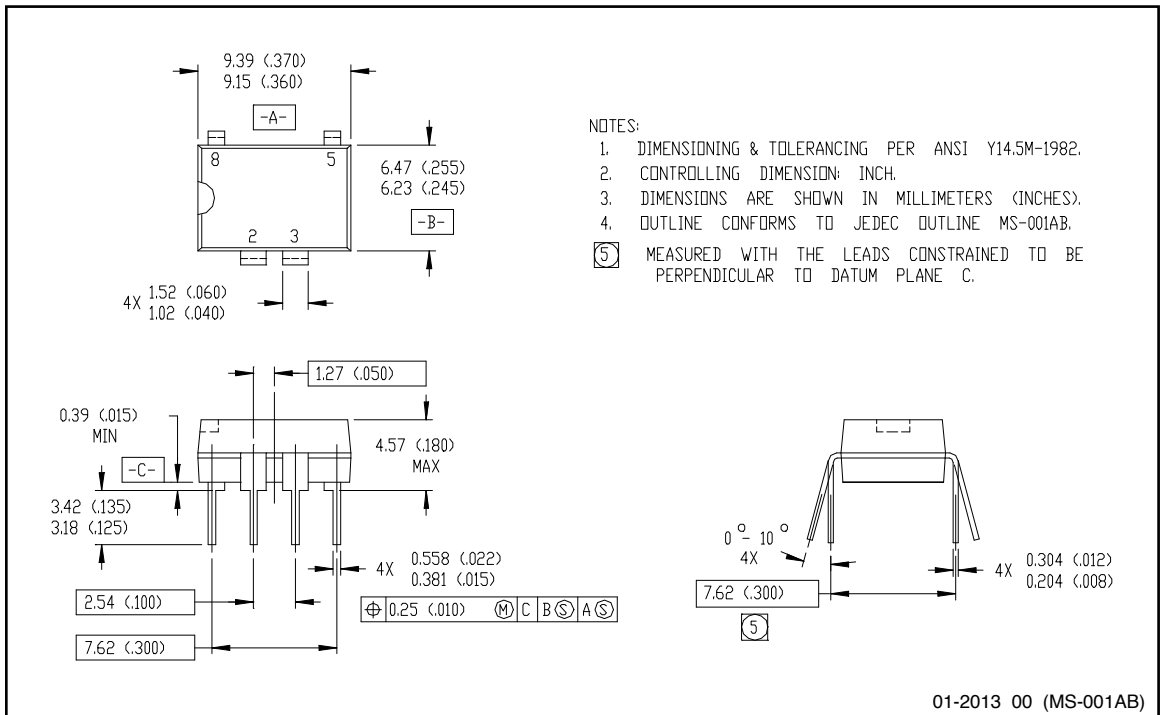 9.39 (.370)
9.15 (.360)
-A-
8
5
6.47 (.255)
6.23 (.245)
-B-
2 3
4X 1.52 (.060)
1.02 (.040)
NOTES:
1. DIMENSIONING & TOLERANCING PER ANSI Y14.5M-1982.
2. CONTROLLING DIMENSION: INCH.
3. DIMENSIONS ARE SHOWN IN MILLIMETERS (INCHES).
4. OUTLINE CONFORMS TO JEDEC OUTLINE MS-001AB.
5 MEASURED WITH THE LEADS CONSTRAINED TO BE
PERPENDICULAR TO DATUM PLANE C.
1.27 (.050)
0.39 (.015)
MIN
-C-
4.57 (.180)
MAX
3.42 (.135)
3.18 (.125)
4X 0.558 (.022)
0.381 (.015)
⌖ 0.25 (.010) Ⓜ C B Ⓢ A Ⓢ
2.54 (.100)
7.62 (.300)
0° - 10°
4X
7.62 (.300)
5
4X 0.304 (.012)
0.204 (.008)
01-2013 00 (MS-001AB)